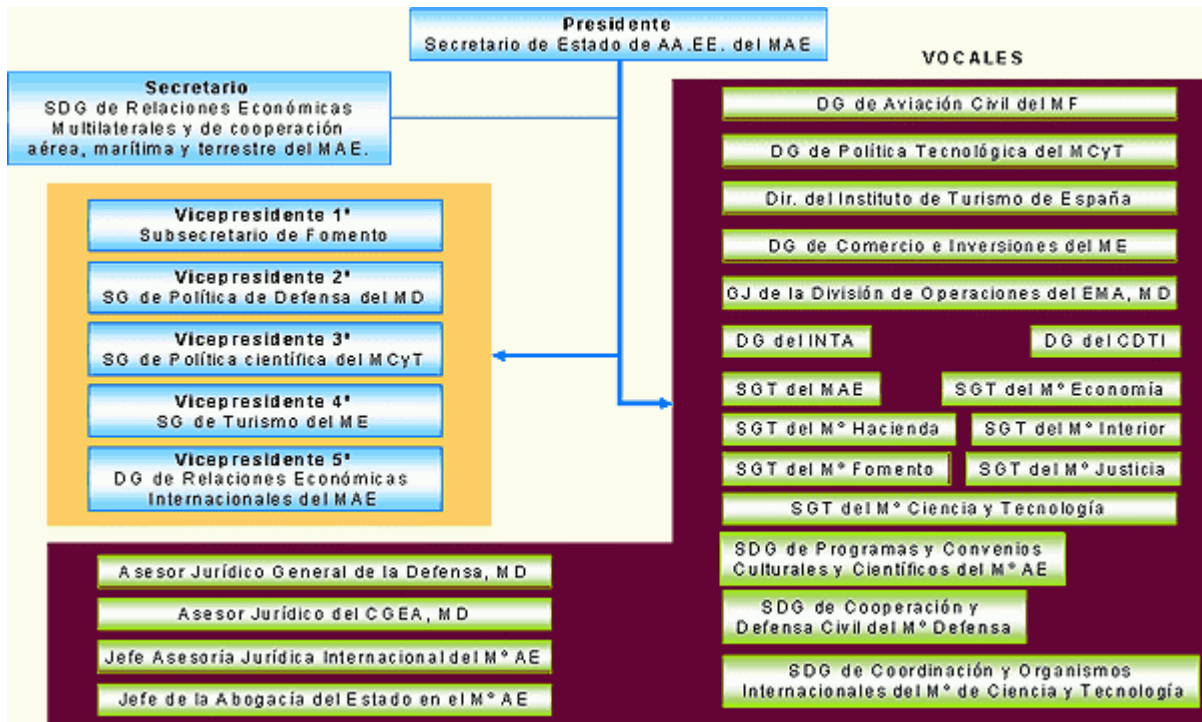 Presidente
Secretario de Estado de AA.EE. del MAE
Secretario
SDG de Relaciones Económicas
Multilaterales y de cooperación
aérea, marítima y terrestre del MAE.
Vicepresidente 1ª
Subsecretario de Fomento
Vicepresidente 2ª
SG de Política de Defensa del MD
Vicepresidente 3ª
SG de Política científica del MCyT
Vicepresidente 4ª
SG de Turismo del ME
Vicepresidente 5ª
DG de Relaciones Económicas
Internacionales del MAE
VOCALES
DG de Aviación Civil del MF
DG de Política Tecnológica del MCyT
Dir. del Instituto de Turismo de España
DG de Comercio e Inversiones del ME
GJ de la División de Operaciones del EMA, MD
DG del INTA
DG del CDTI
SGT del MAE
SGT del Mº Economía
SGT del Mº Hacienda
SGT del Mº Interior
SGT del Mº Fomento
SGT del Mº Justicia
SGT del Mº Ciencia y Tecnología
SDG de Programas y Convenios
Culturales y Científicos del Mº AE
SDG de Cooperación y
Defensa Civil del Mº Defensa
SDG de Coordinación y Organismos
Internacionales del Mº de Ciencia y Tecnología
Asesor Jurídico General de la Defensa, MD
Asesor Jurídico del CGEA, MD
Jefe Asesoría Jurídica Internacional del Mº AE
Jefe de la Abogacía del Estado en el Mº AE